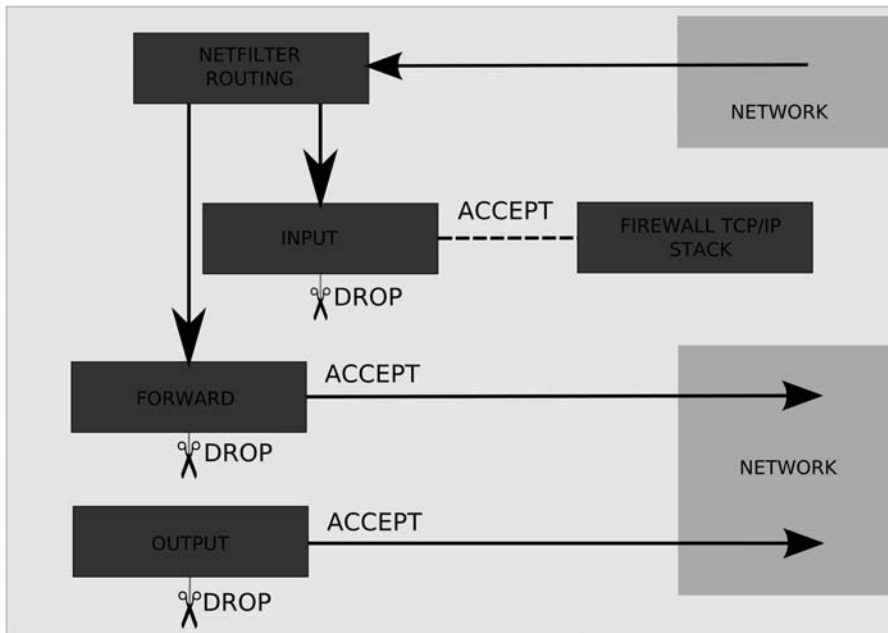 NETFILTER
ROUTING
NETWORK
ACCEPT
INPUT
FIREWALL TCP/IP
STACK
DROP
ACCEPT
FORWARD
DROP
NETWORK
ACCEPT
OUTPUT
DROP